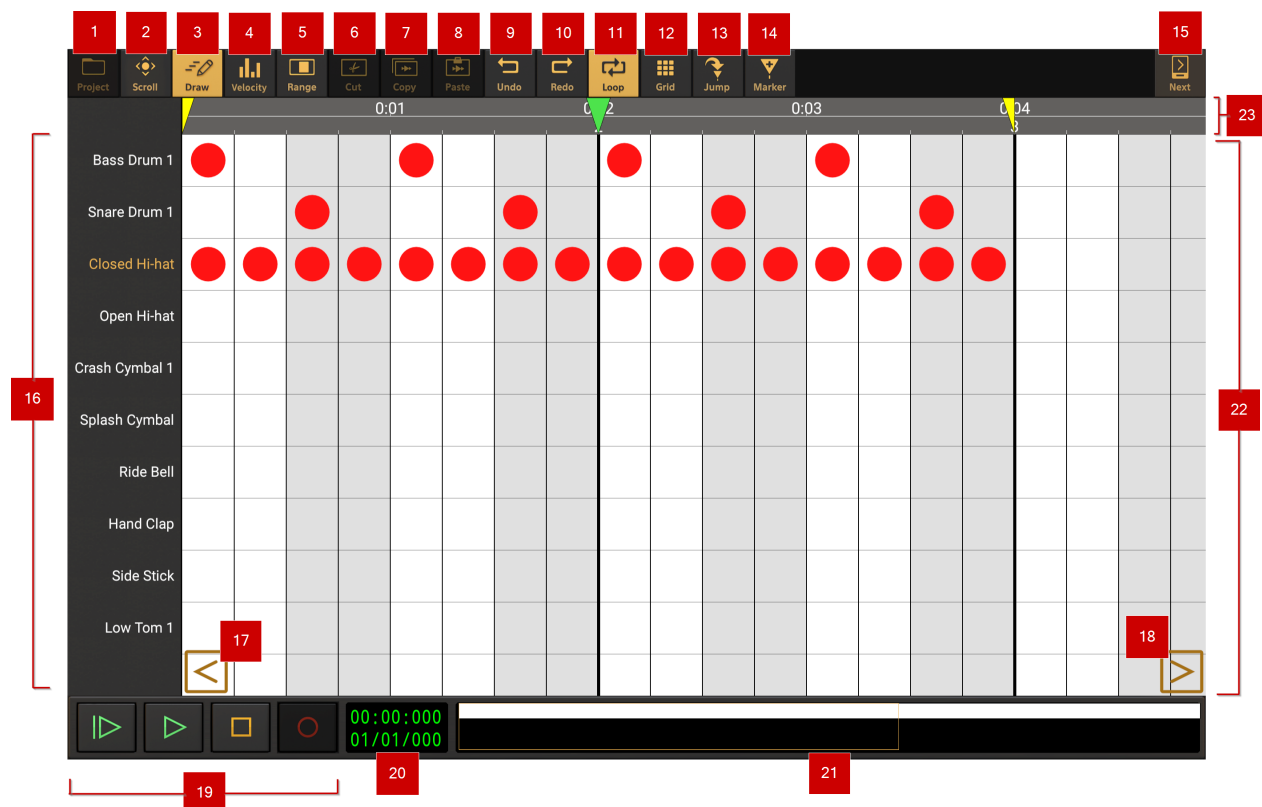 1 2 3 4 5 6 7 8 9 10 11 12 13 14 15
Project Scroll Draw Velocity Range Cut Copy Paste Undo Redo Loop Grid Jump Marker Next
0:01 0:03 0:04
3
23
Bass Drum 1
Snare Drum 1
Closed Hi-hat
Open Hi-hat
Crash Cymbal 1
16
22
Splash Cymbal
Ride Bell
Hand Clap
Side Stick
Low Tom 1
17 18
00:00:000
01/01/000
19 20 21